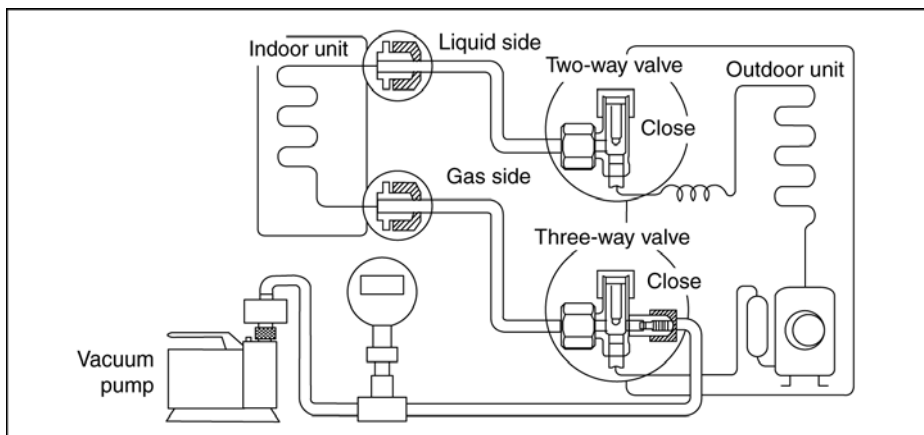 Indoor unit
Liquid side
Two-way valve
Outdoor unit
Close
Gas side
Three-way valve
Close
Vacuum
pump